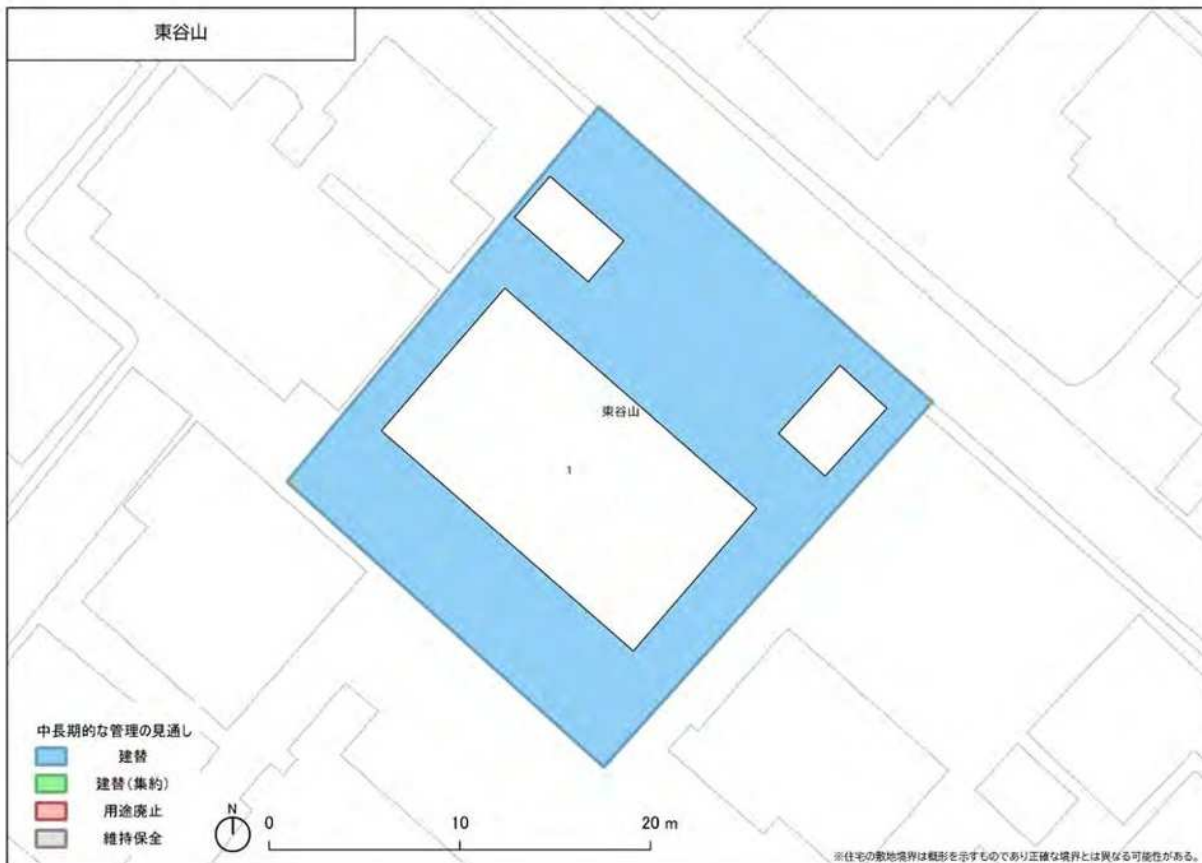 東谷山
東谷山
1
中長期的な管理の見通し
建替
建替(集約)
用途廃止
維持保全
N
0 10 20 m
※住宅の敷地境界は概形を示すものであり正確な境界とは異なる可能性がある。